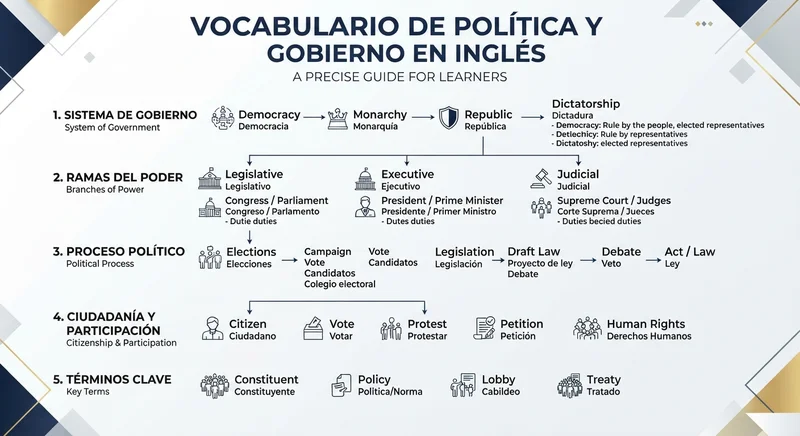 VOCABULARIO DE POLÍTICA Y
GOBIERNO EN INGLÉS
A PRECISE GUIDE FOR LEARNERS
1. SISTEMA DE GOBIERNO
System of Government
Democracy
Democracia
Monarchy
Monarquía
Republic
República
Dictatorship
Dictadura
- Democracy: Rule by the people, elected representatives
- Detlechicy: Rule by representatives
- Dictatoshy: elected representatives
2. RAMAS DEL PODER
Branches of Power
Legislative
Legislativo
Congress / Parliament
Congreso / Parlamento
- Dutie duties
Executive
Ejecutivo
President / Prime Minister
Presidente / Primer Ministro
- Dutes duties
Judicial
Judicial
Supreme Court / Judges
Corte Suprema / Jueces
- Duties becied duties
3. PROCESO POLÍTICO
Political Process
Elections
Elecciones
Campaign
Vote
Candidatos
Colegio electoral
Vote
Candidatos
Legislation
Legislación
Draft Law
Proyecto de ley
Debate
Debate
Veto
Act / Law
Ley
4. CIUDADANÍA Y
PARTICIPACIÓN
Citizenship & Participation
Citizen
Ciudadano
Vote
Votar
Protest
Protestar
Petition
Petición
Human Rights
Derechos Humanos
5. TÉRMINOS CLAVE
Key Terms
Constituent
Constituyente
Policy
Política/Norma
Lobby
Cabildeo
Treaty
Tratado